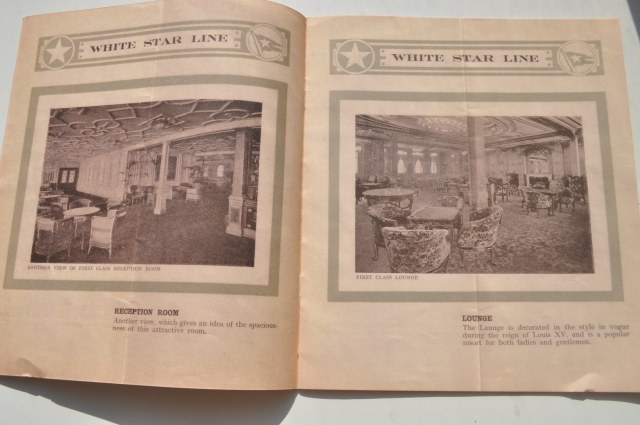 WHITE STAR LINE
ANOTHER VIEW OF FIRST CLASS RECEPTION ROOM
RECEPTION ROOM
Another view, which gives an idea of the spacious-
ness of this attractive room.
WHITE STAR LINE
FIRST CLASS LOUNGE
LOUNGE
The Lounge is decorated in the style in vogue
during the reign of Louis XV, and is a popular
resort for both ladies and gentlemen.